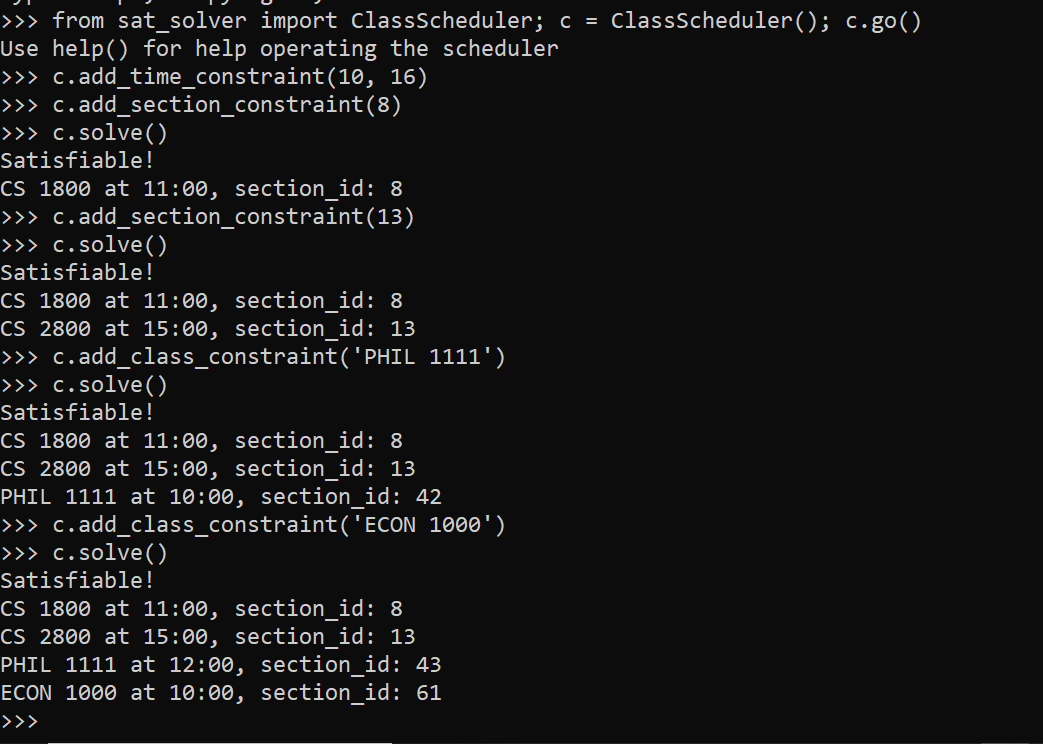 >>> from sat_solver import ClassScheduler; c = ClassScheduler(); c.go()
Use help() for help operating the scheduler
>>> c.add_time_constraint(10, 16)
>>> c.add_section_constraint(8)
>>> c.solve()
Satisfiable!
CS 1800 at 11:00, section_id: 8
>>> c.add_section_constraint(13)
>>> c.solve()
Satisfiable!
CS 1800 at 11:00, section_id: 8
CS 2800 at 15:00, section_id: 13
>>> c.add_class_constraint('PHIL 1111')
>>> c.solve()
Satisfiable!
CS 1800 at 11:00, section_id: 8
CS 2800 at 15:00, section_id: 13
PHIL 1111 at 10:00, section_id: 42
>>> c.add_class_constraint('ECON 1000')
>>> c.solve()
Satisfiable!
CS 1800 at 11:00, section_id: 8
CS 2800 at 15:00, section_id: 13
PHIL 1111 at 12:00, section_id: 43
ECON 1000 at 10:00, section_id: 61
>>>